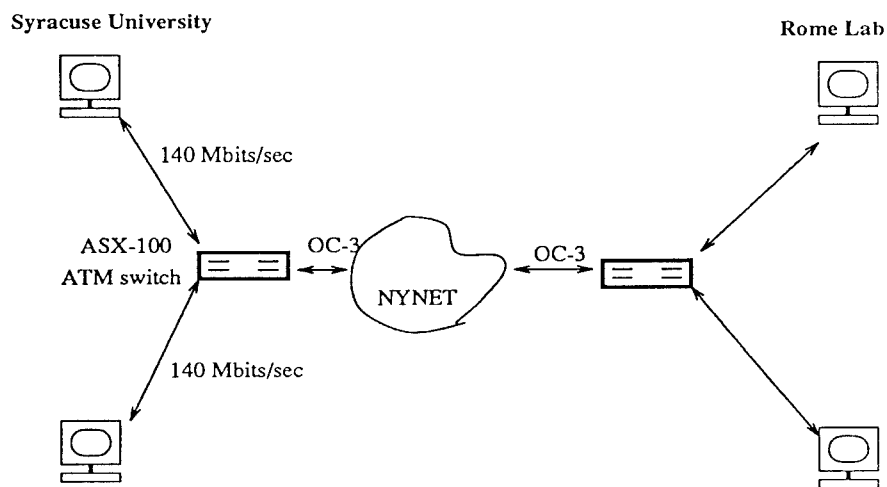 Syracuse University
Rome Lab
140 Mbits/sec
ASX-100
ATM switch
OC-3
NYNET
OC-3
140 Mbits/sec